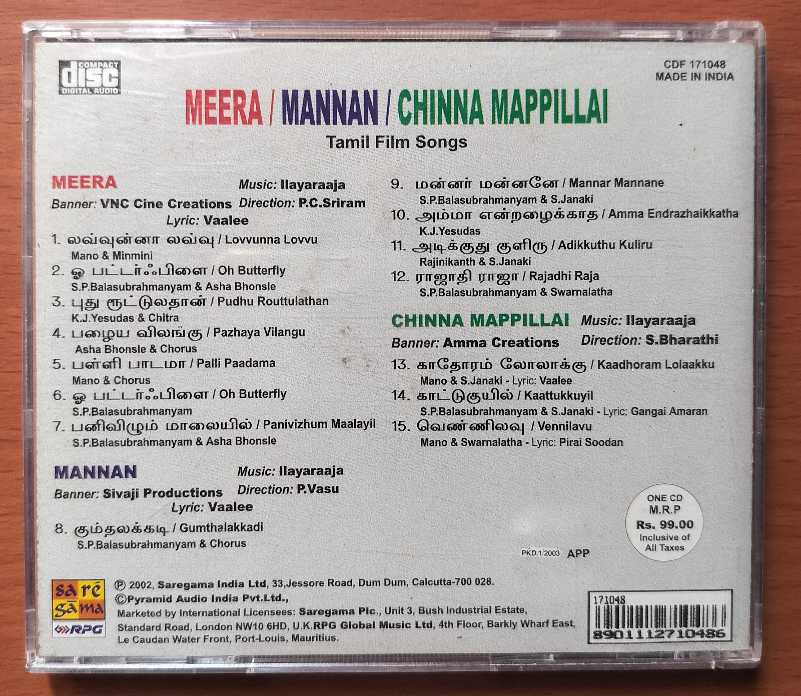 COMPACT
disc
DIGITAL AUDIO
CDF 171048
MADE IN INDIA
MEERA / MANNAN / CHINNA MAPPILLAI
Tamil Film Songs
MEERA Music: Ilayaraaja
Banner: VNC Cine Creations Direction: P.C.Sriram
Lyric: Vaalee
1. லவ்வுன்னா லவ்வு / Lovvunna Lovvu
Mano & Minmini
2. ஓ பட்டர்ஃபிளை / Oh Butterfly
S.P.Balasubrahmanyam & Asha Bhonsle
3. புது ரூட்டுலதான் / Pudhu Routtulathan
K.J.Yesudas & Chitra
4. பழைய விலங்கு / Pazhaya Vilangu
Asha Bhonsle & Chorus
5. பள்ளி பாடமா / Palli Paadama
Mano & Chorus
6. ஓ பட்டர்ஃபிளை / Oh Butterfly
S.P.Balasubrahmanyam
7. பனிவிழும் மாலையில் / Panivizhum Maalayil
S.P.Balasubrahmanyam & Asha Bhonsle
MANNAN Music: Ilayaraaja
Banner: Sivaji Productions Direction: P.Vasu
Lyric: Vaalee
8. கும்தலக்கடி / Gumthalakkadi
S.P.Balasubrahmanyam & Chorus
9. மன்னர் மன்னனே / Mannar Mannane
S.P.Balasubrahmanyam & S.Janaki
10. அம்மா என்றழைக்காத / Amma Endrazhaikkatha
K.J.Yesudas
11. அடிக்குது குளிரு / Adikkuthu Kuliru
Rajinikanth & S.Janaki
12. ராஜாதி ராஜா / Rajadhi Raja
S.P.Balasubrahmanyam & Swarnalatha
CHINNA MAPPILLAI Music: Ilayaraaja
Banner: Amma Creations Direction: S.Bharathi
13. காதோரம் லோலாக்கு / Kaadhoram Lolaakku
Mano & S.Janaki - Lyric: Vaalee
14. காட்டுகுயில் / Kaattukkuyil
S.P.Balasubrahmanyam & S.Janaki - Lyric: Gangai Amaran
15. வெண்ணிலவு / Vennilavu
Mano & Swarnalatha - Lyric: Pirai Soodan
ONE CD
M.R.P
Rs. 99.00
Inclusive of
All Taxes
PKD.1/2003 APP
sa rē
gāma
RPG
℗ 2002, Saregama India Ltd, 33,Jessore Road, Dum Dum, Calcutta-700 028.
©Pyramid Audio India Pvt.Ltd.,
Marketed by International Licensees: Saregama Plc., Unit 3, Bush Industrial Estate,
Standard Road, London NW10 6HD, U.K.RPG Global Music Ltd, 4th Floor, Barkly Wharf East,
Le Caudan Water Front, Port-Louis, Mauritius.
171048
8901112710486